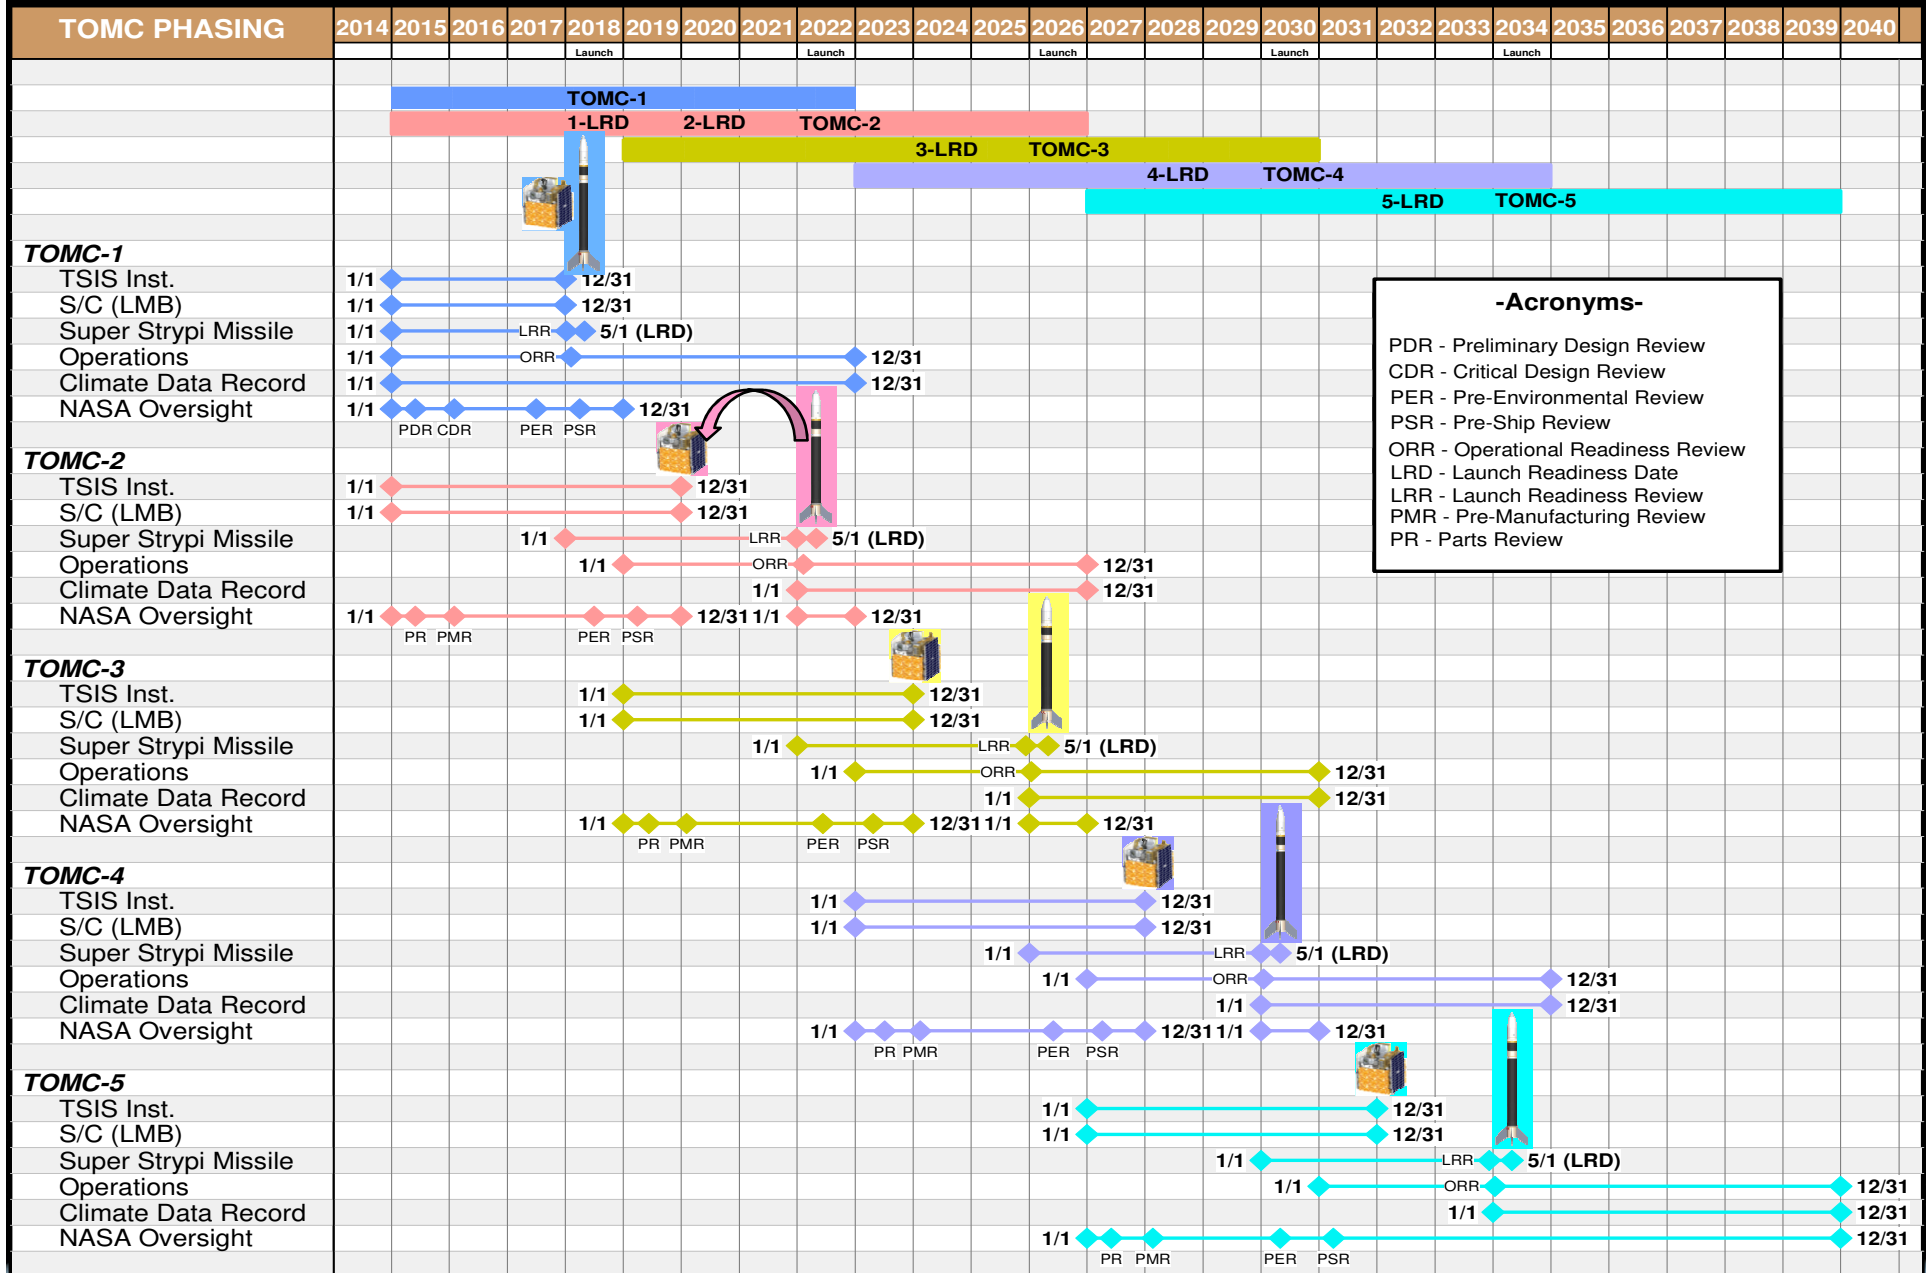 TOMC PHASING 2014 2015 2016 2017 2018 2019 2020 2021 2022 2023 2024 2025 2026 2027 2028 2029 2030 2031 2032 2033 2034 2035 2036 2037 2038 2039 2040
Launch Launch Launch Launch Launch
TOMC-1
1-LRD 2-LRD TOMC-2
3-LRD TOMC-3
4-LRD TOMC-4
5-LRD TOMC-5
TOMC-1
TSIS Inst. 1/1 12/31
S/C (LMB) 1/1 12/31
Super Strypi Missile 1/1 LRR 5/1 (LRD)
Operations 1/1 ORR 12/31
Climate Data Record 1/1 12/31
NASA Oversight 1/1 12/31
PDR CDR PER PSR
TOMC-2
TSIS Inst. 1/1 12/31
S/C (LMB) 1/1 12/31
Super Strypi Missile 1/1 LRR 5/1 (LRD)
Operations 1/1 ORR 12/31
Climate Data Record 1/1 12/31
NASA Oversight 1/1 12/31 1/1 12/31
PR PMR PER PSR
TOMC-3
TSIS Inst. 1/1 12/31
S/C (LMB) 1/1 12/31
Super Strypi Missile 1/1 LRR 5/1 (LRD)
Operations 1/1 ORR 12/31
Climate Data Record 1/1 12/31
NASA Oversight 1/1 12/31 1/1 12/31
PR PMR PER PSR
TOMC-4
TSIS Inst. 1/1 12/31
S/C (LMB) 1/1 12/31
Super Strypi Missile 1/1 LRR 5/1 (LRD)
Operations 1/1 ORR 12/31
Climate Data Record 1/1 12/31
NASA Oversight 1/1 12/31 1/1 12/31
PR PMR PER PSR
TOMC-5
TSIS Inst. 1/1 12/31
S/C (LMB) 1/1 12/31
Super Strypi Missile 1/1 LRR 5/1 (LRD)
Operations 1/1 ORR 12/31
Climate Data Record 1/1 12/31
NASA Oversight 1/1 12/31
PR PMR PER PSR
-Acronyms-
PDR - Preliminary Design Review
CDR - Critical Design Review
PER - Pre-Environmental Review
PSR - Pre-Ship Review
ORR - Operational Readiness Review
LRD - Launch Readiness Date
LRR - Launch Readiness Review
PMR - Pre-Manufacturing Review
PR - Parts Review